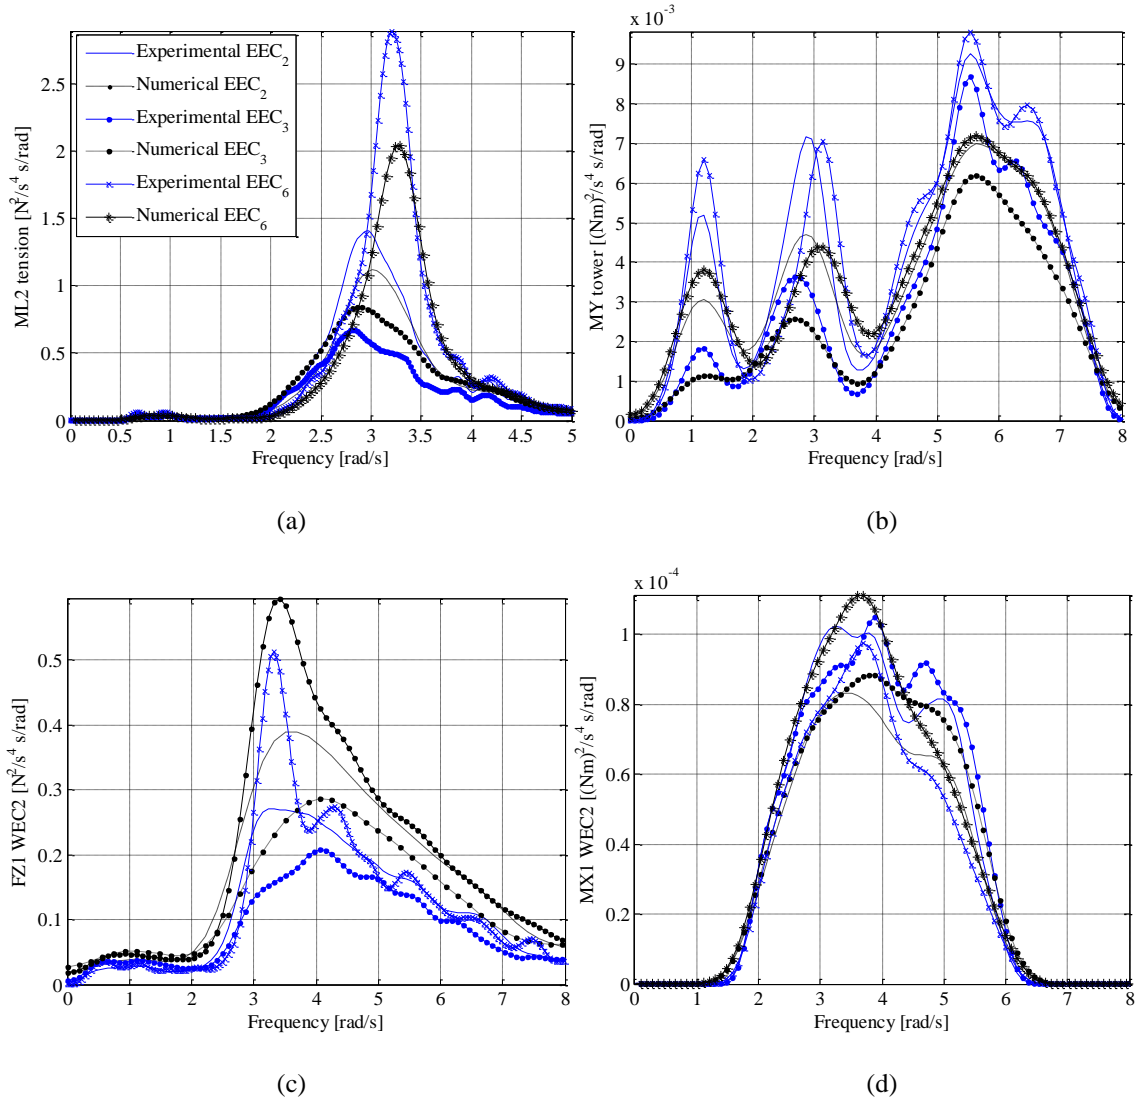 x 10⁻³
Experimental EEC₂
Numerical EEC₂
Experimental EEC₃
Numerical EEC₃
Experimental EEC₆
Numerical EEC₆
ML2 tension [N²/s⁴ s/rad]
2.5
2
1.5
1
0.5
0
0 0.5 1 1.5 2 2.5 3 3.5 4 4.5 5
Frequency [rad/s]
(a)
MY tower [(Nm)²/s⁴ s/rad]
9
8
7
6
5
4
3
2
1
0
0 1 2 3 4 5 6 7 8
Frequency [rad/s]
(b)
FZ1 WEC2 [N²/s⁴ s/rad]
0.5
0.4
0.3
0.2
0.1
0
0 1 2 3 4 5 6 7 8
Frequency [rad/s]
(c)
x 10⁻⁴
MX1 WEC2 [(Nm)²/s⁴ s/rad]
1
0.8
0.6
0.4
0.2
0
0 1 2 3 4 5 6 7 8
Frequency [rad/s]
(d)